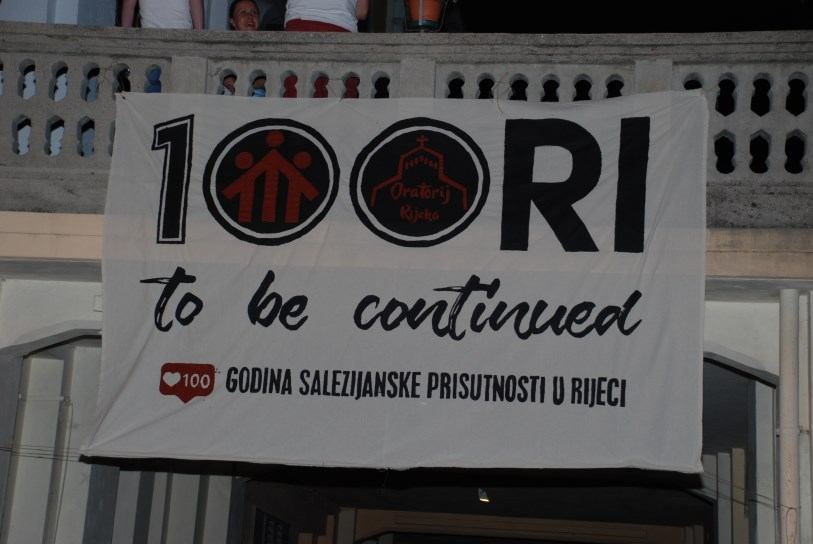 100RI
Oratorij
Rijeka
to be continued
100 GODINA SALEZIJANSKE PRISUTNOSTI U RIJECI